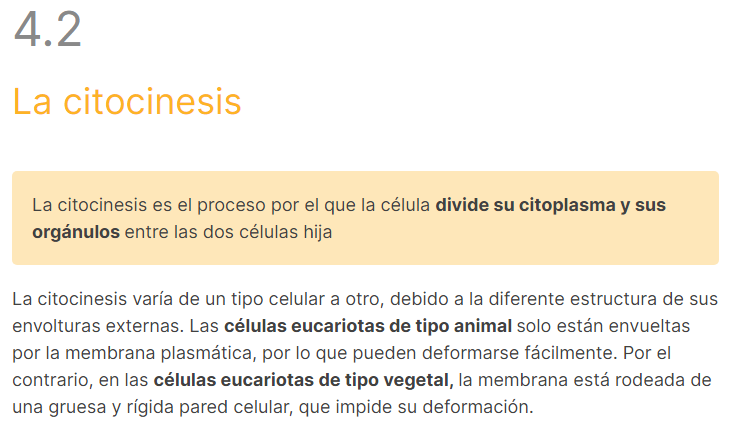 4.2
La citocinesis
La citocinesis es el proceso por el que la célula divide su citoplasma y sus
orgánulos entre las dos células hija
La citocinesis varía de un tipo celular a otro, debido a la diferente estructura de sus
envolturas externas. Las células eucariotas de tipo animal solo están envueltas
por la membrana plasmática, por lo que pueden deformarse fácilmente. Por el
contrario, en las células eucariotas de tipo vegetal, la membrana está rodeada de
una gruesa y rígida pared celular, que impide su deformación.